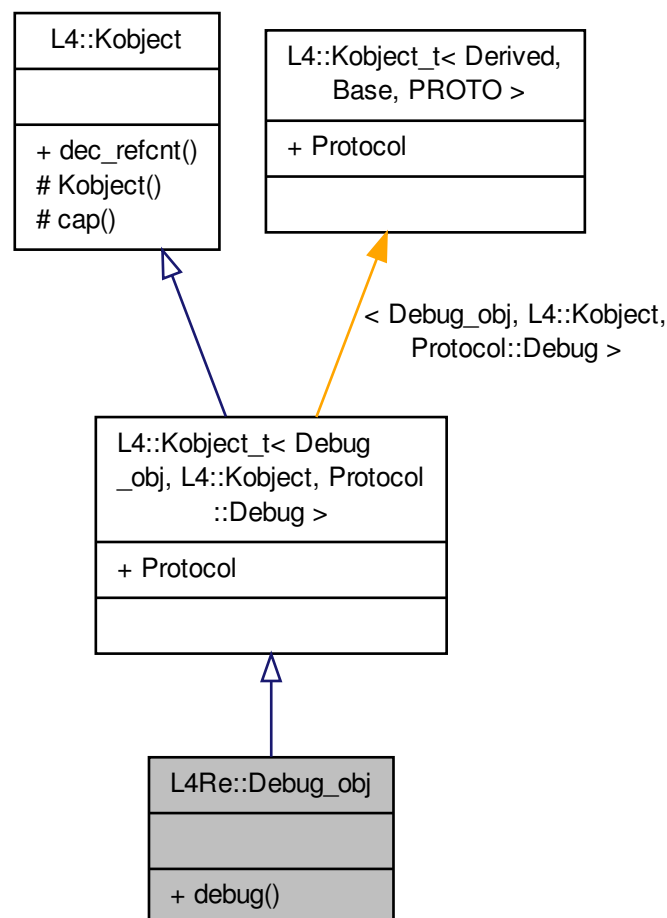 L4::Kobject
+ dec_refcnt()
# Kobject()
# cap()
L4::Kobject_t< Derived,
Base, PROTO >
+ Protocol
< Debug_obj, L4::Kobject,
Protocol::Debug >
L4::Kobject_t< Debug
_obj, L4::Kobject, Protocol
::Debug >
+ Protocol
L4Re::Debug_obj
+ debug()